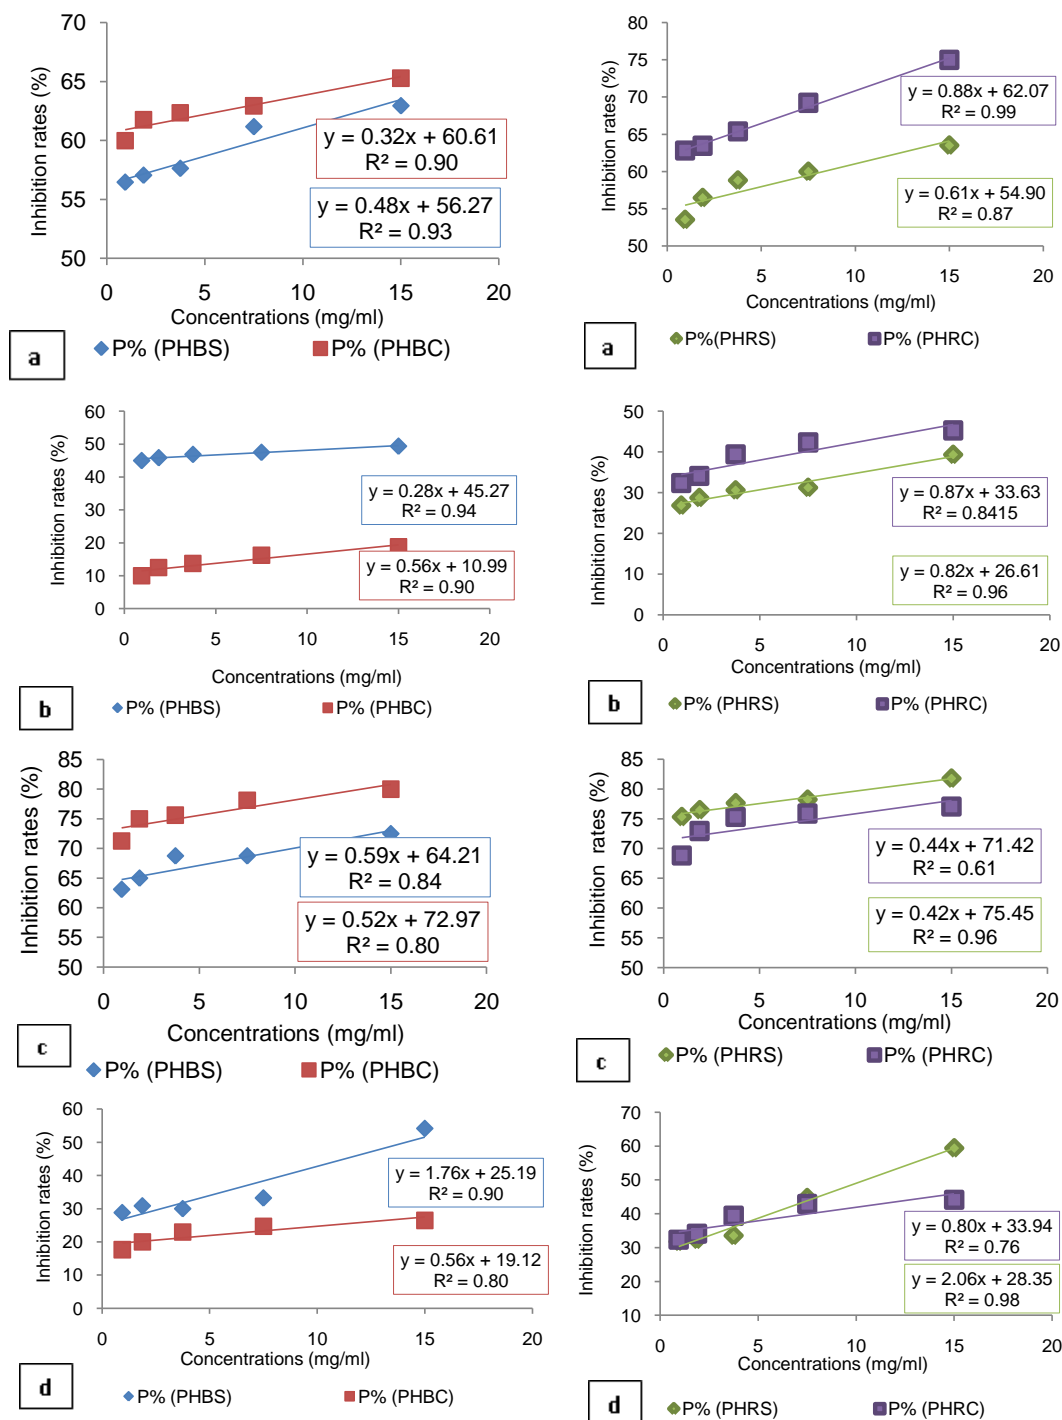 70
65
60
55
50
Inhibition rates (%)
y = 0.32x + 60.61
R² = 0.90
y = 0.48x + 56.27
R² = 0.93
0 5 10 15 20
Concentrations (mg/ml)
a
P% (PHBS) P% (PHBC)
80
75
70
65
60
55
50
Inhibition rates (%)
y = 0.88x + 62.07
R² = 0.99
y = 0.61x + 54.90
R² = 0.87
0 5 10 15 20
Concentrations (mg/ml)
a
P%(PHRS) P% (PHRC)
60
50
40
30
20
10
0
Inhibition rates (%)
y = 0.28x + 45.27
R² = 0.94
y = 0.56x + 10.99
R² = 0.90
0 5 10 15 20
Concentrations (mg/ml)
b
P% (PHBS) P% (PHBC)
50
40
30
20
10
0
Inhibition rates (%)
y = 0.87x + 33.63
R² = 0.8415
y = 0.82x + 26.61
R² = 0.96
0 5 10 15 20
Concentrations (mg/ml)
b
P% (PHRS) P% (PHRC)
85
80
75
70
65
60
55
50
Inhibition rates (%)
y = 0.59x + 64.21
R² = 0.84
y = 0.52x + 72.97
R² = 0.80
0 5 10 15 20
Concentrations (mg/ml)
c
P% (PHBS) P% (PHBC)
85
80
75
70
65
60
55
50
Inhibition rates (%)
y = 0.44x + 71.42
R² = 0.61
y = 0.42x + 75.45
R² = 0.96
0 5 10 15 20
Concentrations (mg/ml)
c
P% (PHRS) P% (PHRC)
60
50
40
30
20
10
0
Inhibition rates (%)
y = 1.76x + 25.19
R² = 0.90
y = 0.56x + 19.12
R² = 0.80
0 5 10 15 20
Concentrations (mg/ml)
d
P% (PHBS) P% (PHBC)
70
60
50
40
30
20
10
Inhibition rates (%)
y = 0.80x + 33.94
R² = 0.76
y = 2.06x + 28.35
R² = 0.98
0 5 10 15 20
Concentrations (mg/ml)
d
P% (PHRS) P% (PHRC)